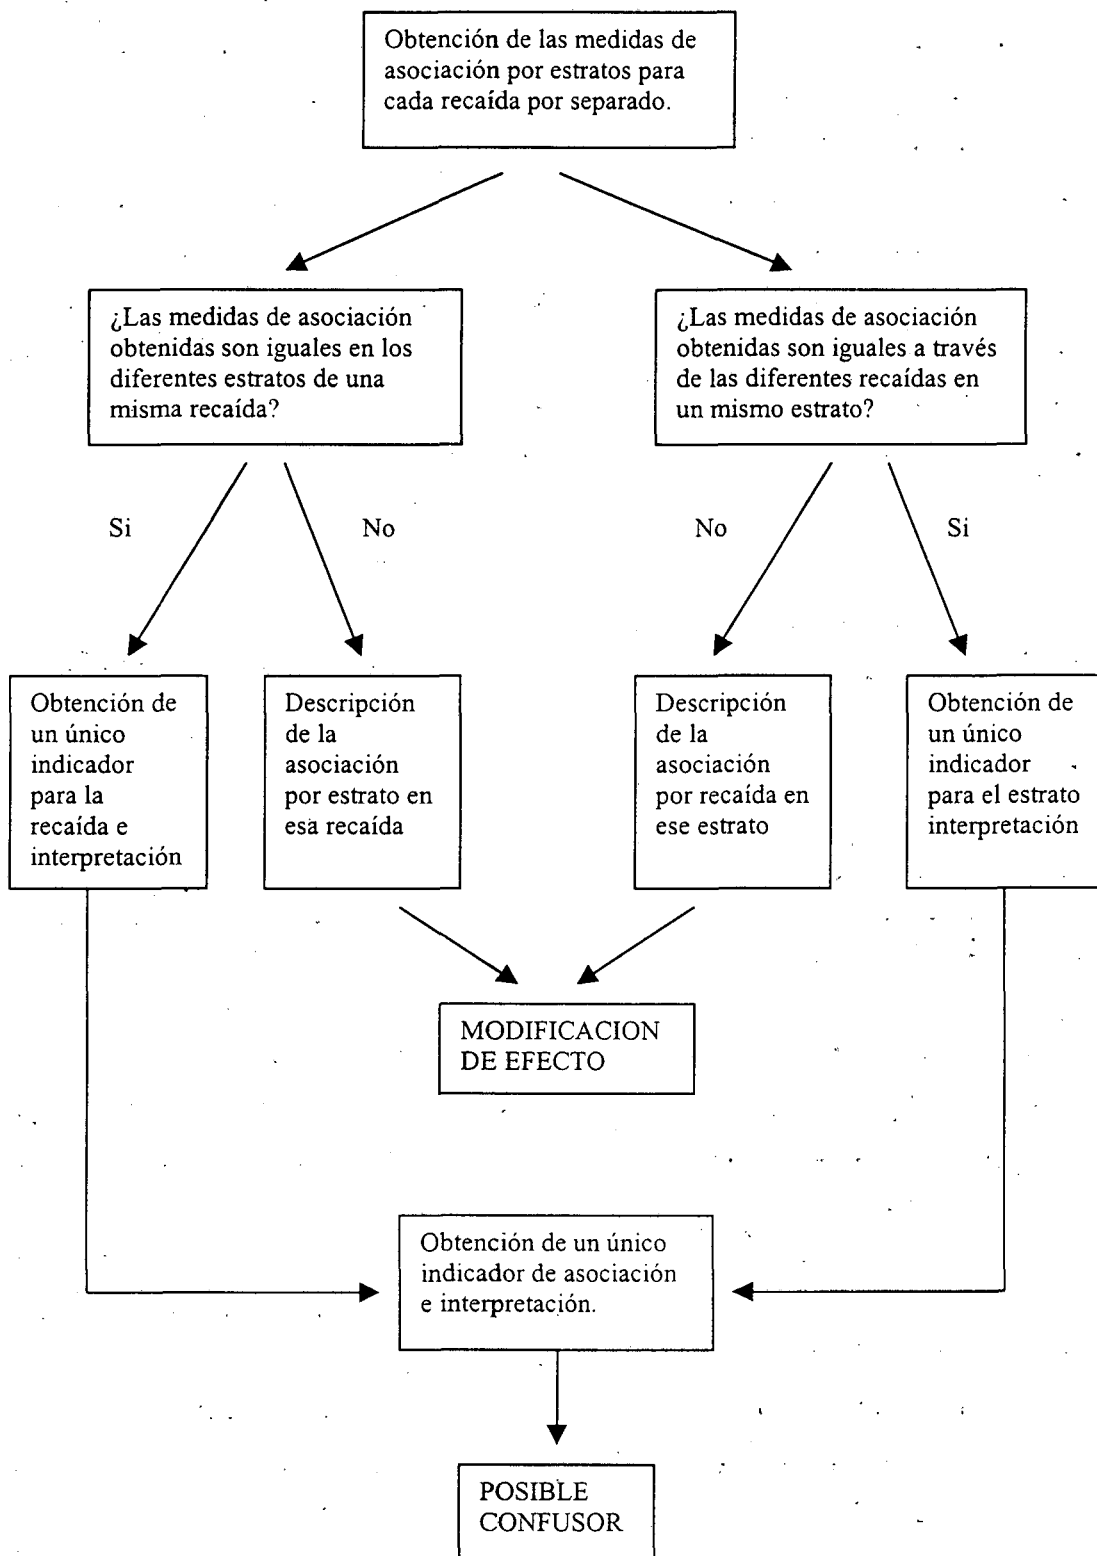 Obtención de las medidas de
asociación por estratos para
cada recaída por separado.
¿Las medidas de asociación
obtenidas son iguales en los
diferentes estratos de una
misma recaída?
¿Las medidas de asociación
obtenidas son iguales a través
de las diferentes recaídas en
un mismo estrato?
Si
No
No
Si
Obtención de
un único
indicador
para la
recaída e
interpretación
Descripción
de la
asociación
por estrato en
esa recaída
Descripción
de la
asociación
por recaída en
ese estrato
Obtención de
un único
indicador
para el estrato
interpretación
MODIFICACION
DE EFECTO
Obtención de un único
indicador de asociación
e interpretación.
POSIBLE
CONFUSOR